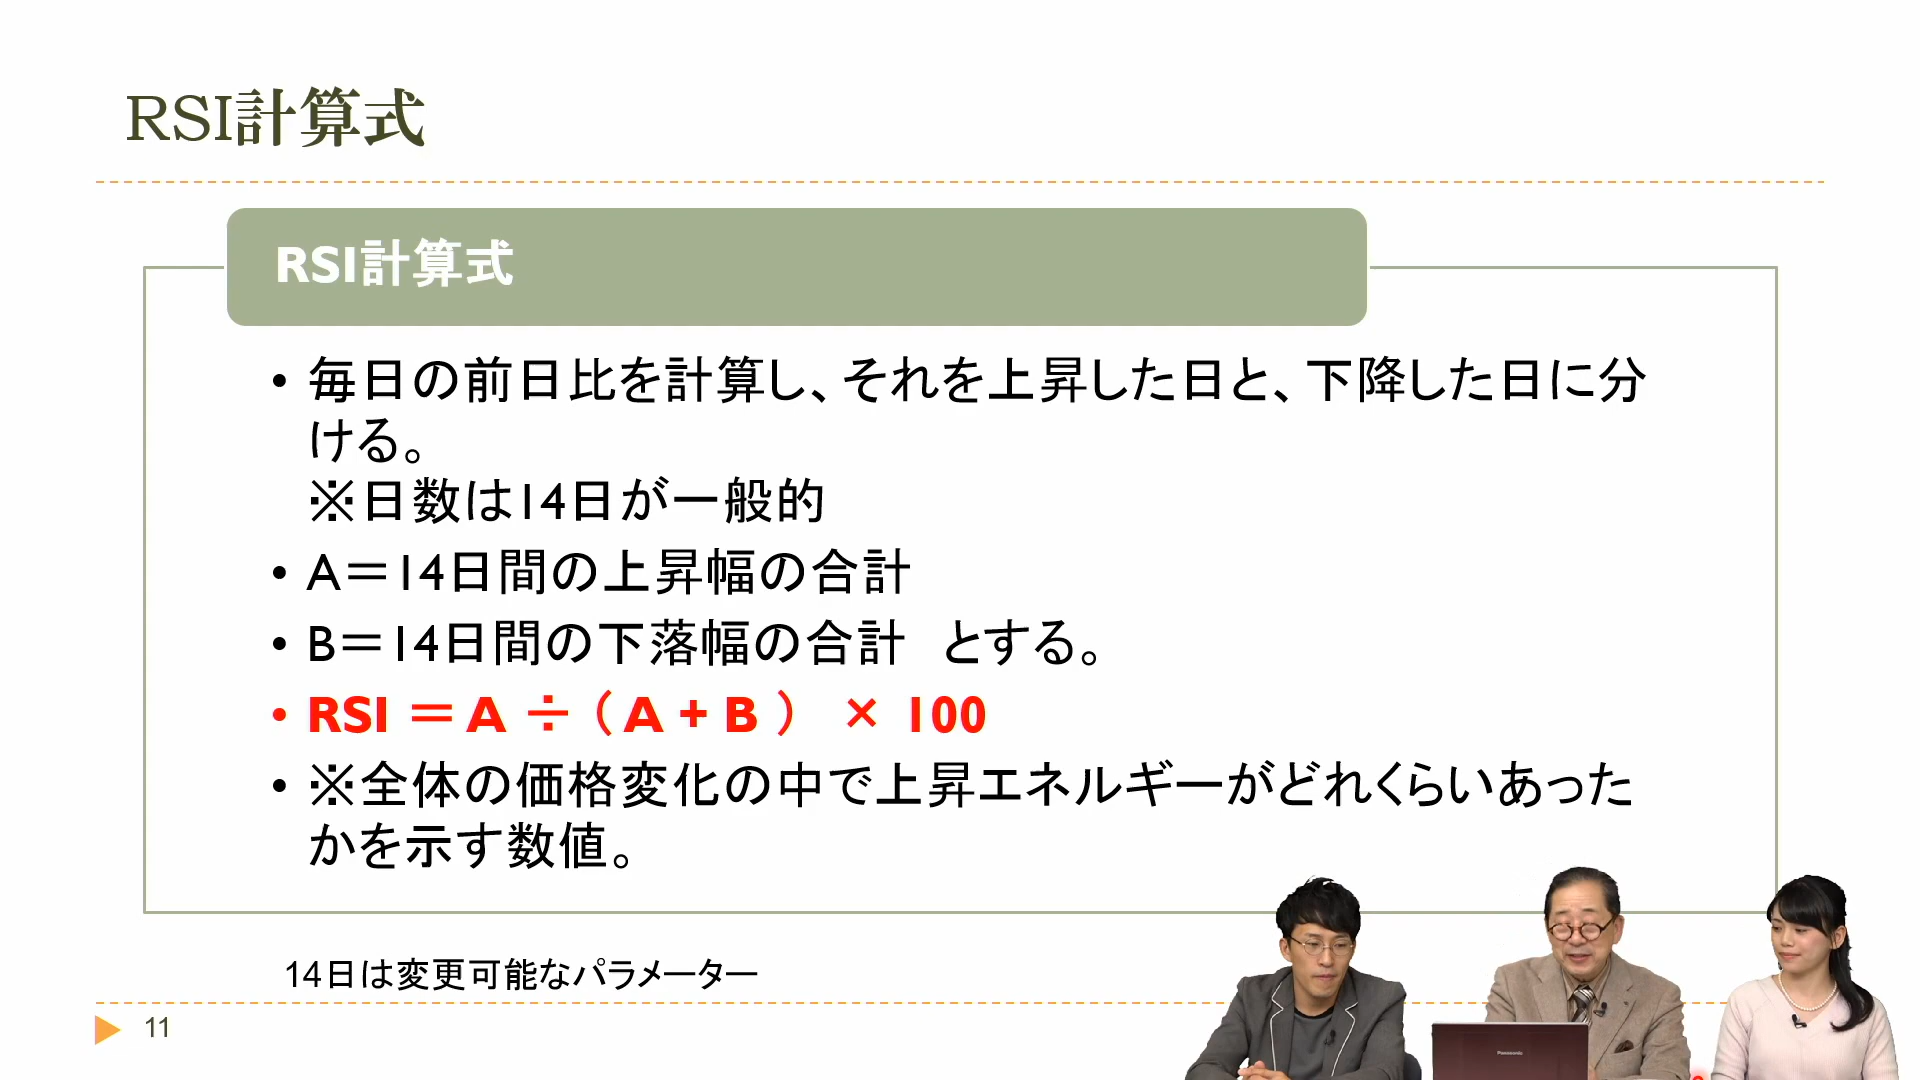 RSI計算式
RSI計算式
• 毎日の前日比を計算し、それを上昇した日と、下降した日に分
ける。
※日数は14日が一般的
• A＝14日間の上昇幅の合計
• B＝14日間の下落幅の合計　とする。
• RSI ＝ A ÷（ A + B ）　× 100
• ※全体の価格変化の中で上昇エネルギーがどれくらいあった
かを示す数値。
14日は変更可能なパラメーター
11
Panasonic